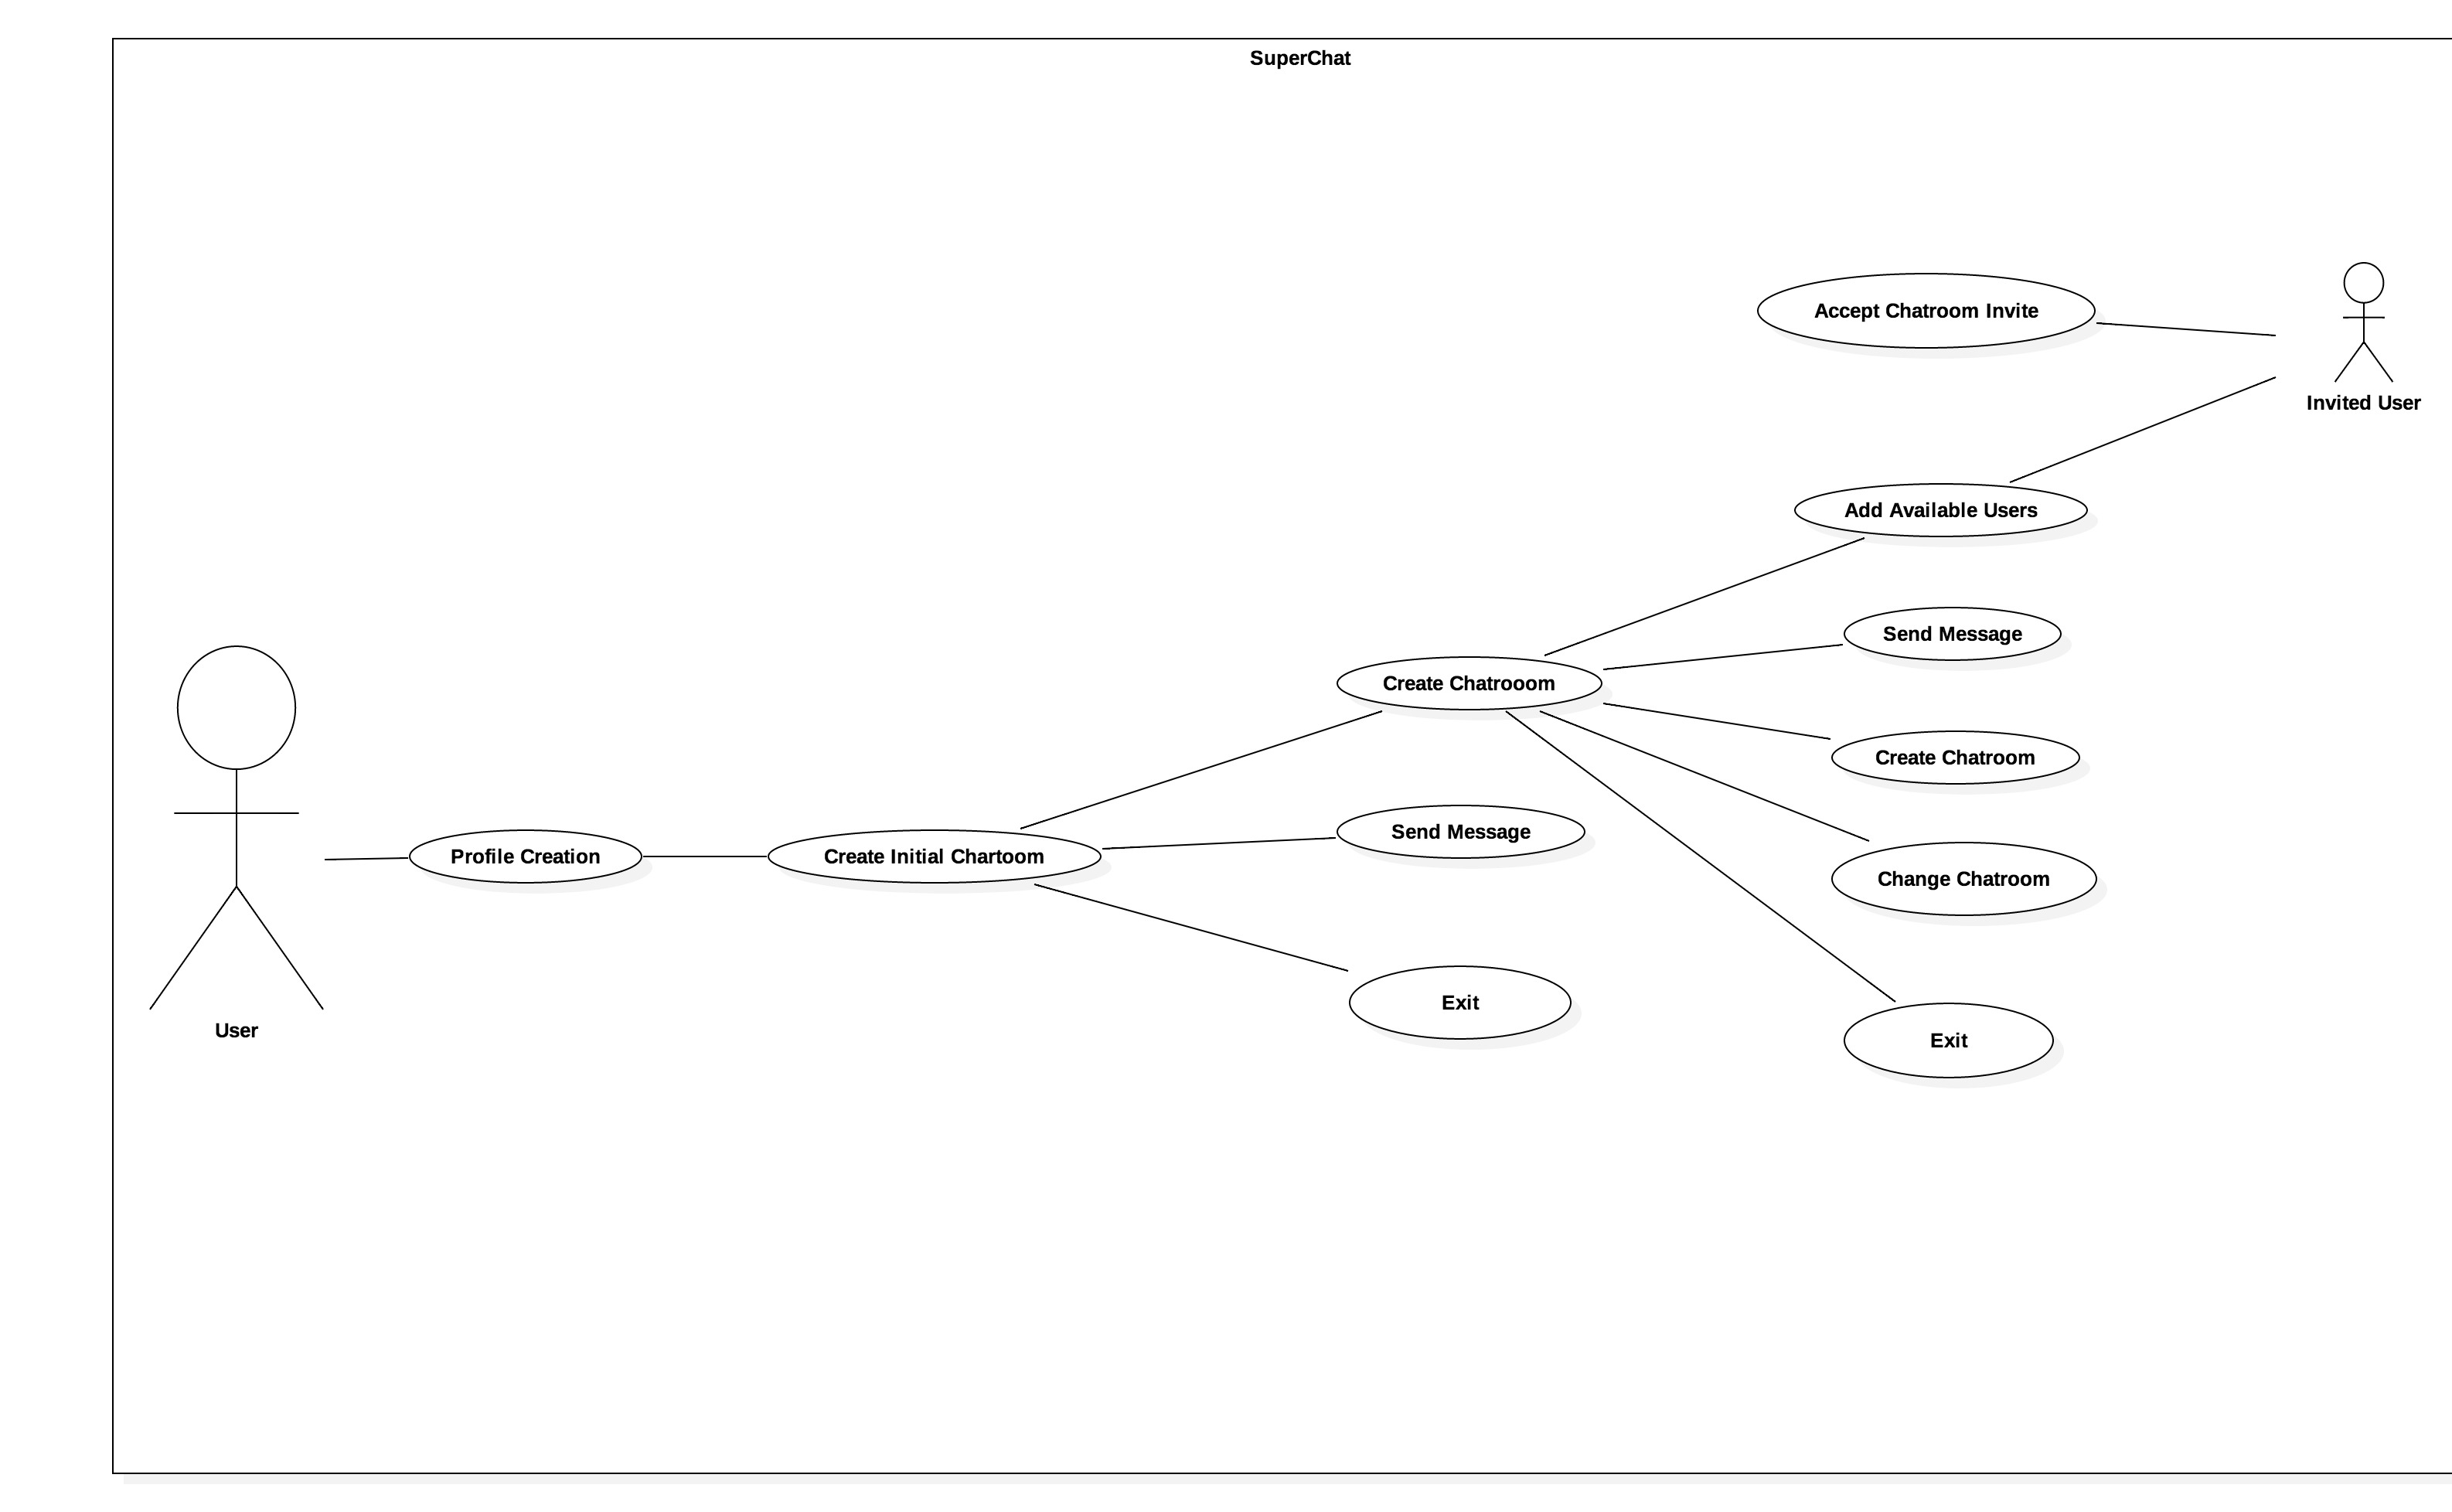 SuperChat
Accept Chatroom Invite
Invited User
Add Available Users
Send Message
Create Chatrooom
Create Chatroom
Send Message
Profile Creation
Create Initial Chartoom
Change Chatroom
Exit
User
Exit